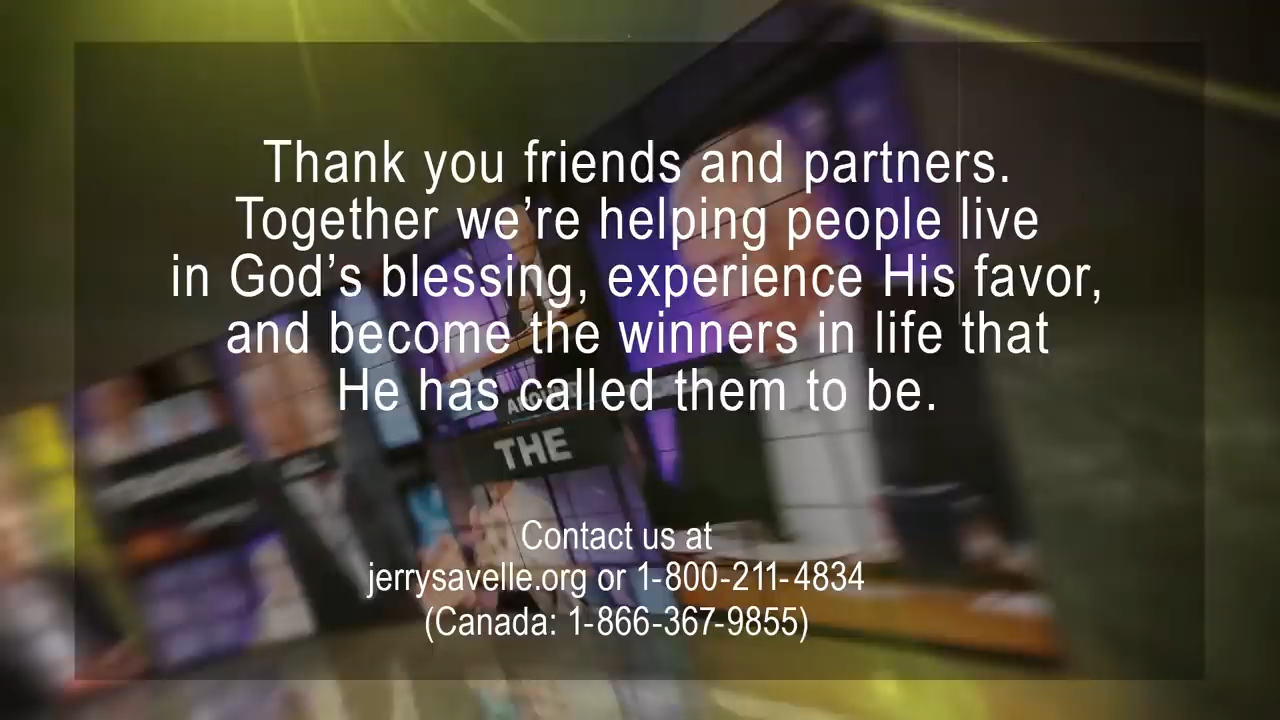 Thank you friends and partners.
Together we’re helping people live
in God’s blessing, experience His favor,
and become the winners in life that
He has called them to be.
AROUND
THE
Contact us at
jerrysavelle.org or 1-800-211-4834
(Canada: 1-866-367-9855)